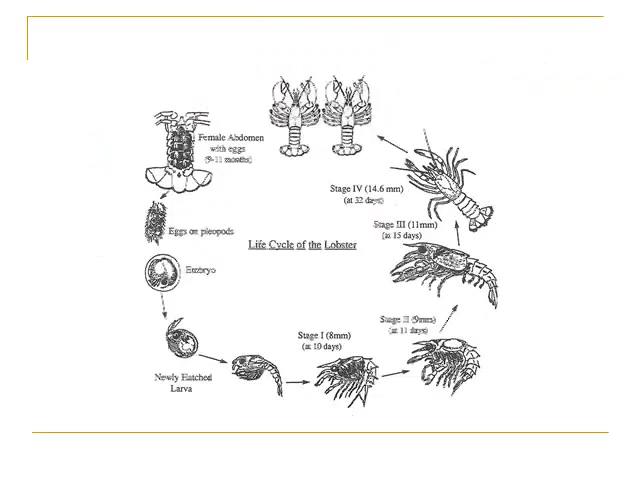 Female Abdomen
with eggs
(9-11 months)
Eggs on pleopods
Embryo
Newly Hatched
Larva
Life Cycle of the Lobster
Stage I (8mm)
(at 10 days)
Stage II (9mm)
(at 11 days)
Stage III (11mm)
(at 15 days)
Stage IV (14.6 mm)
(at 32 days)